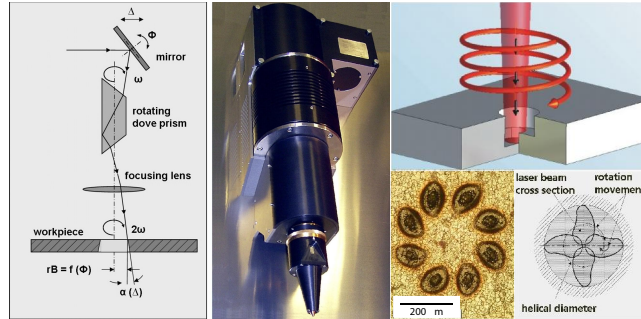 Δ
Φ
mirror
ω
rotating
dove prism
focusing lens
workpiece
2ω
rB = f (Φ)
α (Δ)
200 m
laser beam
cross section
rotation
movement
helical diameter